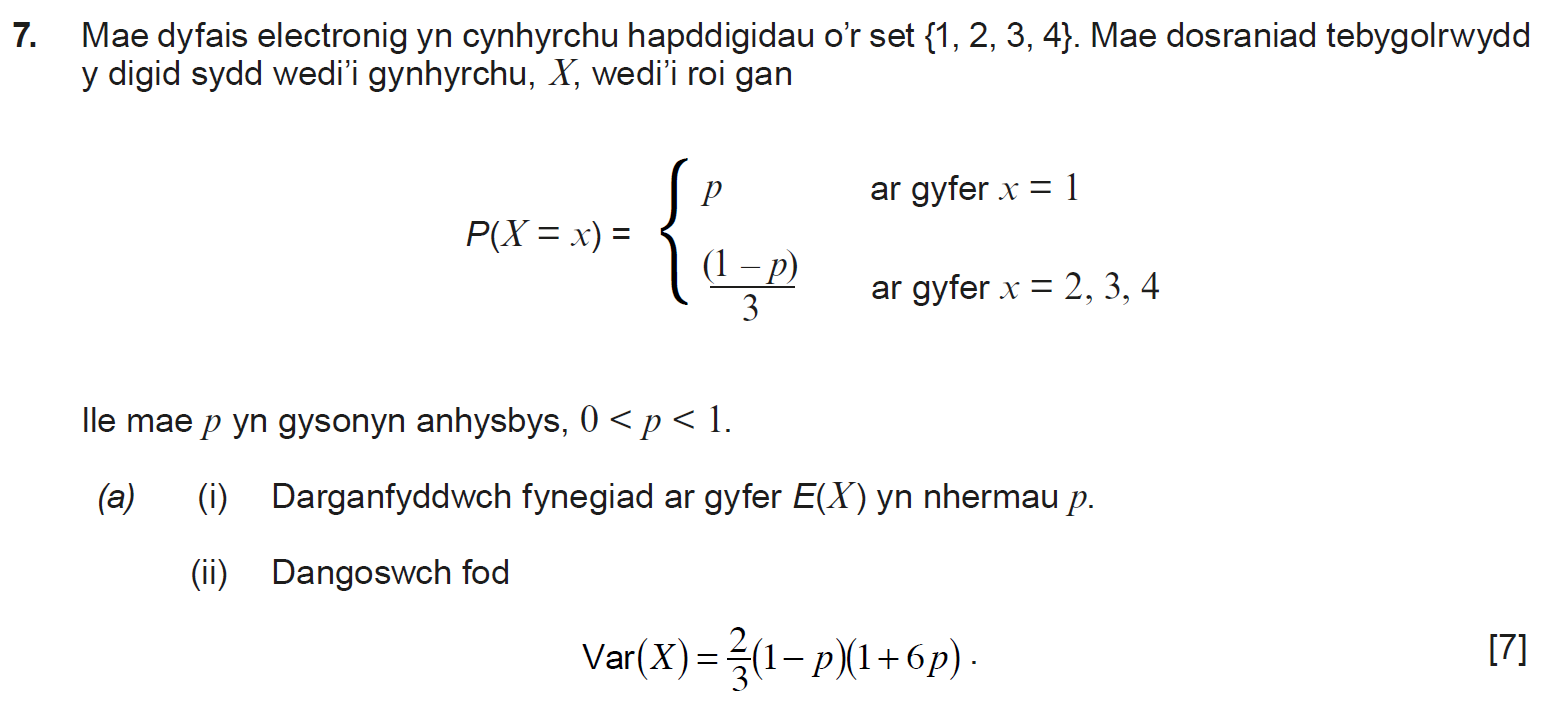 7. Mae dyfais electronig yn cynhyrchu hapddigidau o'r set {1, 2, 3, 4}. Mae dosraniad tebygolrwydd
y digid sydd wedi'i gynhyrchu, X, wedi'i roi gan
P(X = x) = { p ar gyfer x = 1
(1 – p)/3 ar gyfer x = 2, 3, 4
lle mae p yn gysonyn anhysbys, 0 < p < 1.
(a) (i) Darganfyddwch fynegiad ar gyfer E(X) yn nhermau p.
(ii) Dangoswch fod
Var(X) = 2/3(1 – p)(1 + 6p). [7]